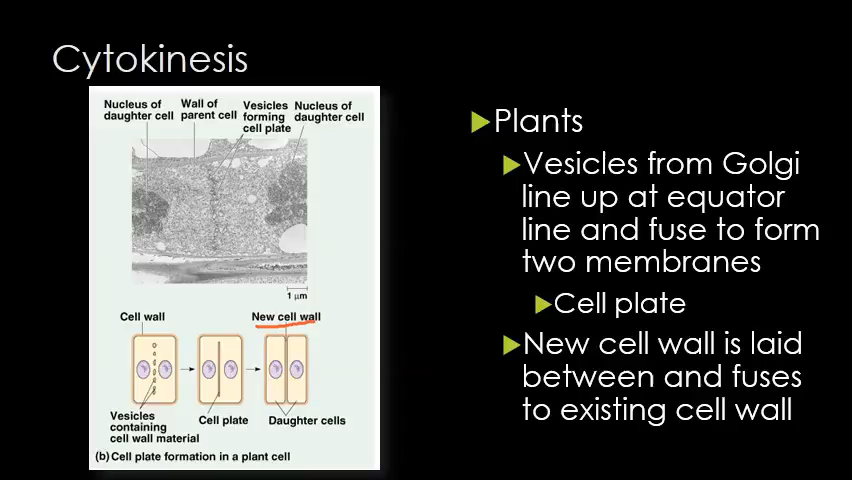 Cytokinesis
Nucleus of
daughter cell
Wall of
parent cell
Vesicles
forming
cell plate
Nucleus of
daughter cell
1 μm
Cell wall
New cell wall
Vesicles
containing
cell wall material
Cell plate
Daughter cells
(b) Cell plate formation in a plant cell
Plants
Vesicles from Golgi
line up at equator
line and fuse to form
two membranes
Cell plate
New cell wall is laid
between and fuses
to existing cell wall